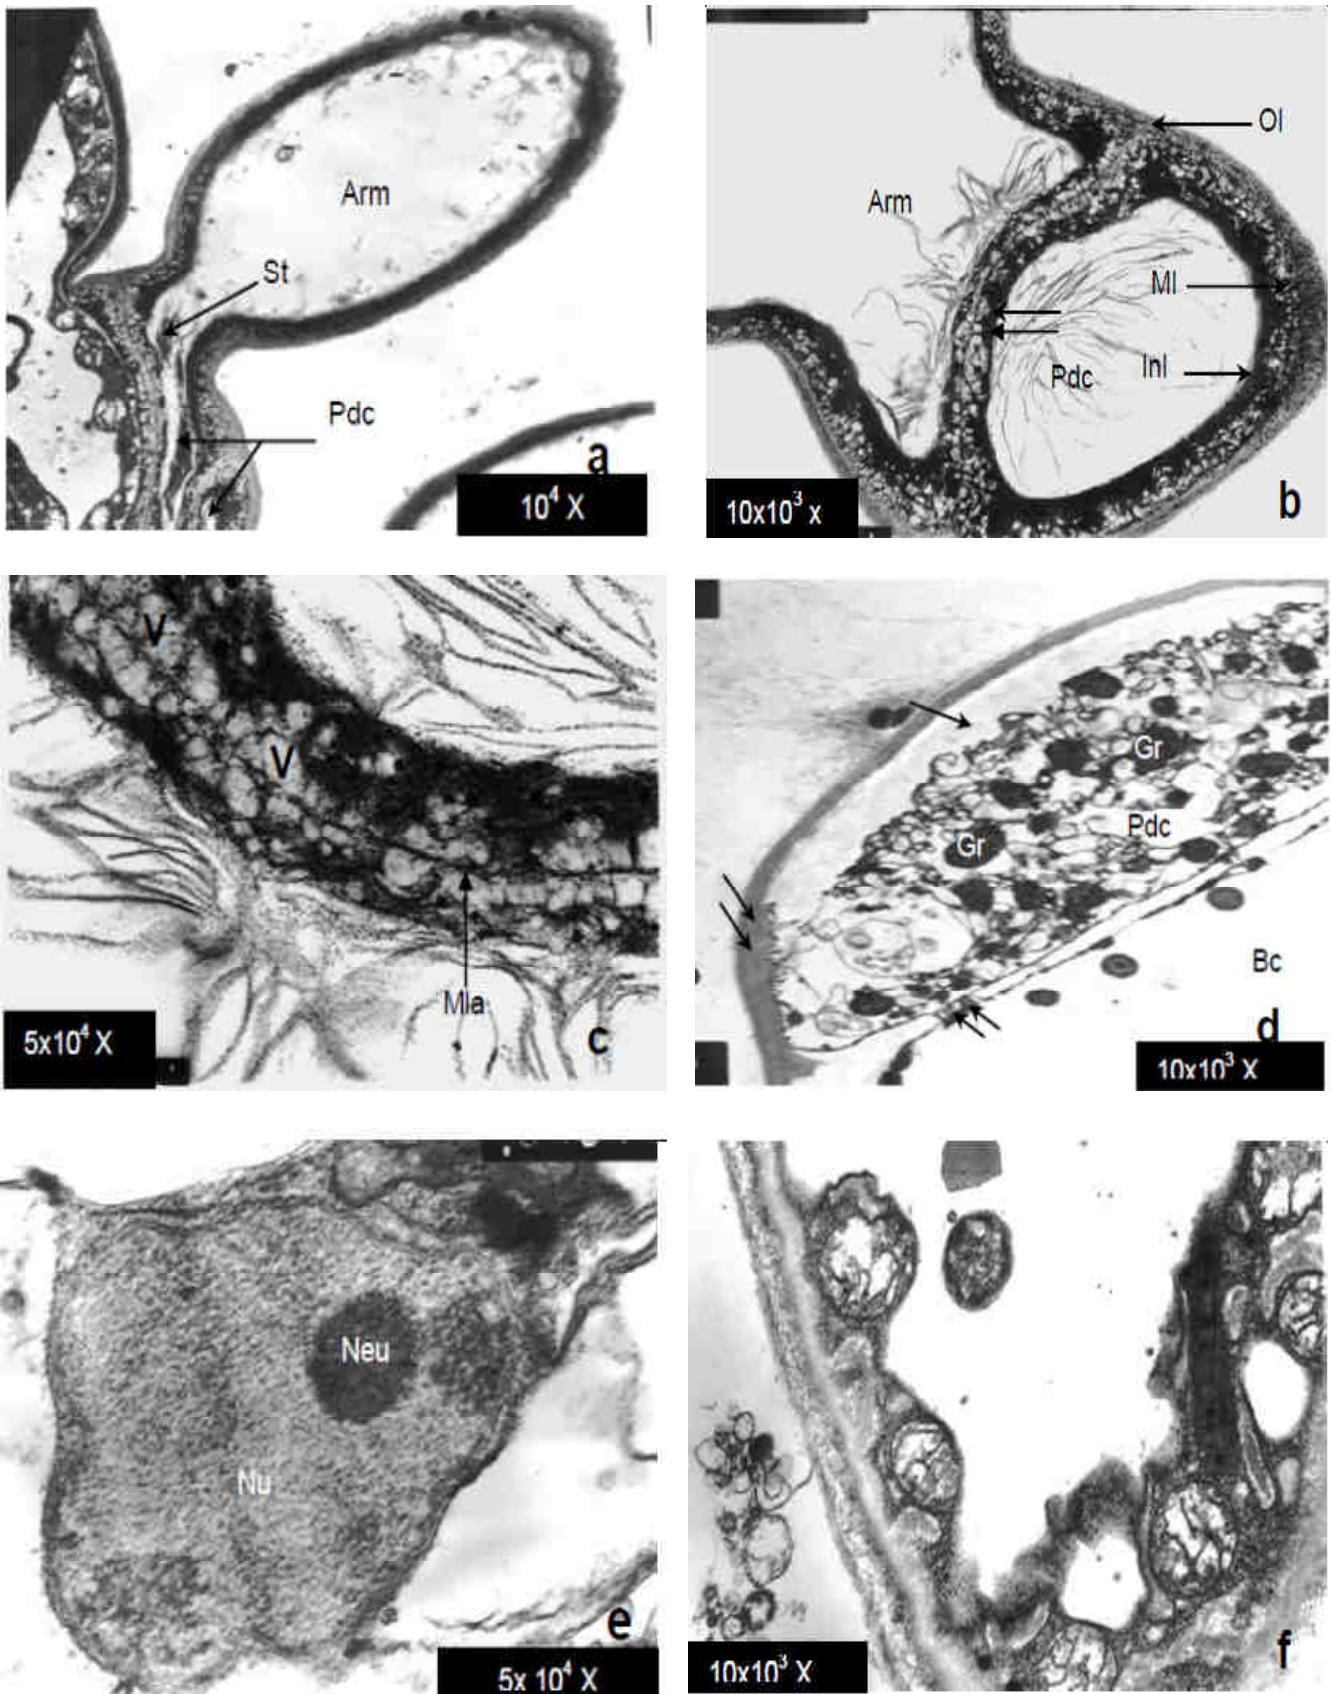 Arm
St
Pdc
a
10⁴ X
Ol
Arm
Ml
Inl
Pdc
10x10³ x
b
V
V
Mla
5x10⁴ X
c
Gr
Pdc
Gr
Bc
d
10x10³ X
Neu
Nu
e
5x 10⁴ X
10x10³ X
f